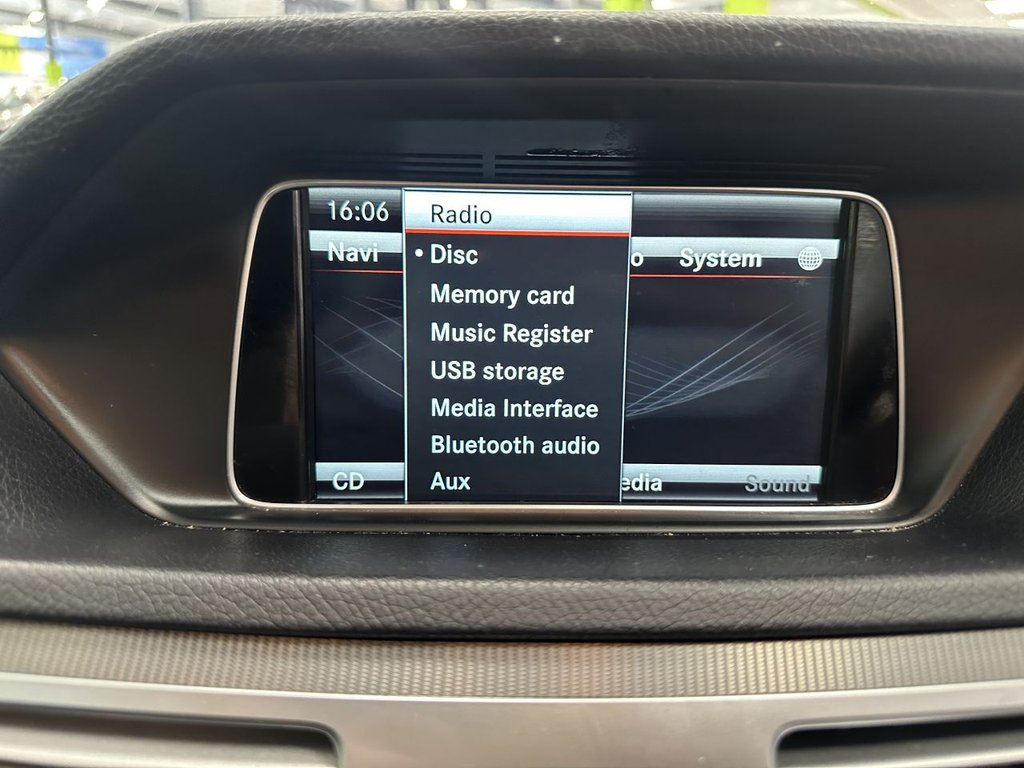 16:06
Radio
Navi
• Disc
o
System
Memory card
Music Register
USB storage
Media Interface
Bluetooth audio
CD
Aux
edia
Sound